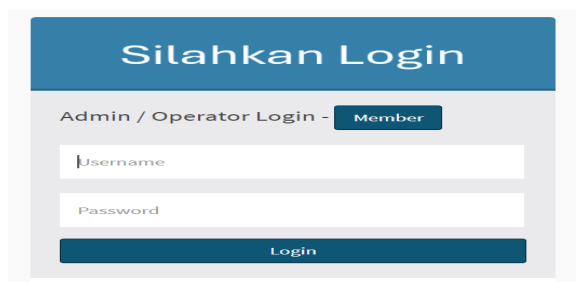 Silahkan Login
Admin / Operator Login - Member
Username
Password
Login